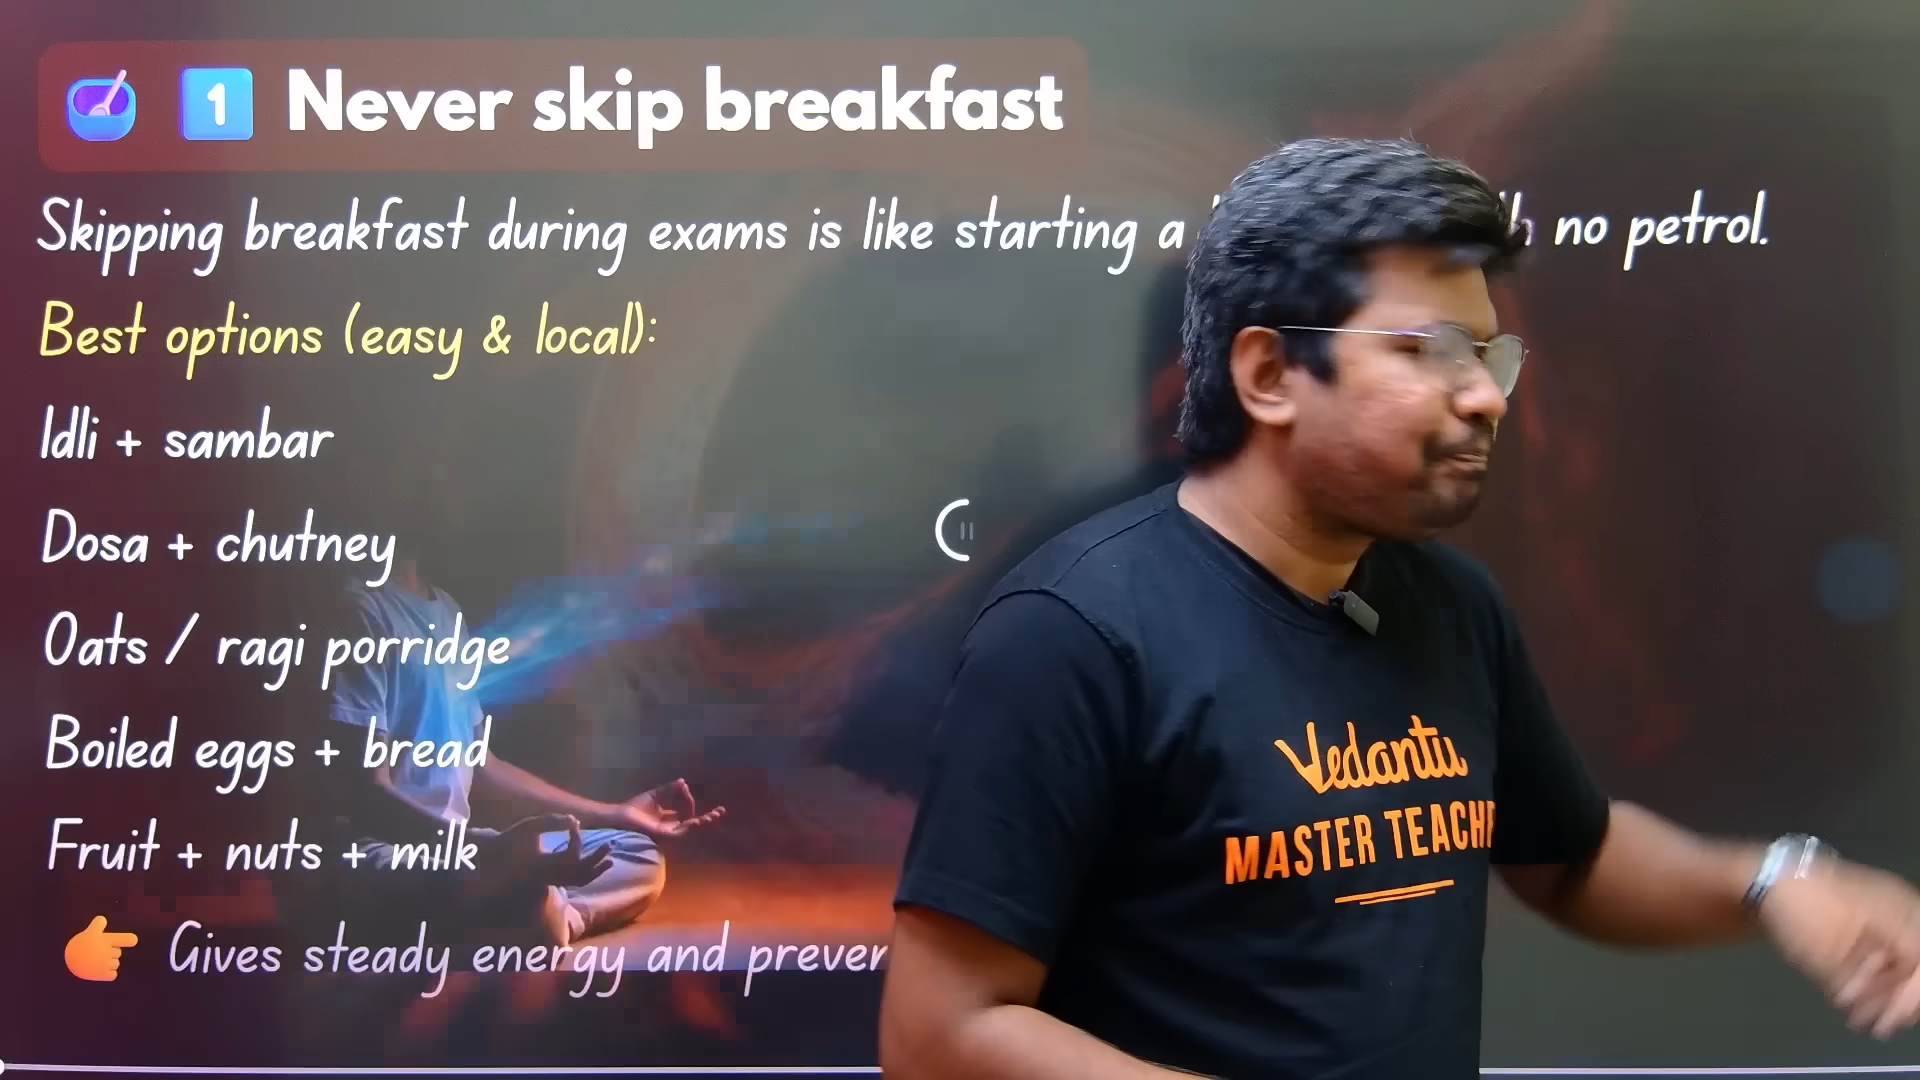 1 Never skip breakfast
Skipping breakfast during exams is like starting a no petrol.
Best options (easy & local):
Idli + sambar
Dosa + chutney
Oats / ragi porridge
Boiled eggs + bread
Fruit + nuts + milk
Gives steady energy and
Vedantu
MASTER